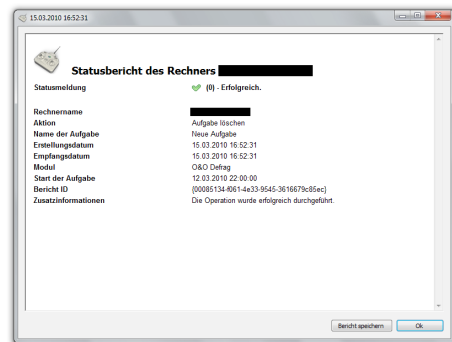 15.03.2010 16:52:31
Statusbericht des Rechners
Statusmeldung (0) - Erfolgreich.
Rechnername
Aktion Aufgabe löschen
Name der Aufgabe Neue Aufgabe
Erstellungsdatum 15.03.2010 16:52:31
Empfangsdatum 15.03.2010 16:52:31
Modul O&O Defrag
Start der Aufgabe 12.03.2010 22:00:00
Bericht ID {00085134-f061-4e33-9545-3616679c85ec}
Zusatzinformationen Die Operation wurde erfolgreich durchgeführt.
Bericht speichern Ok